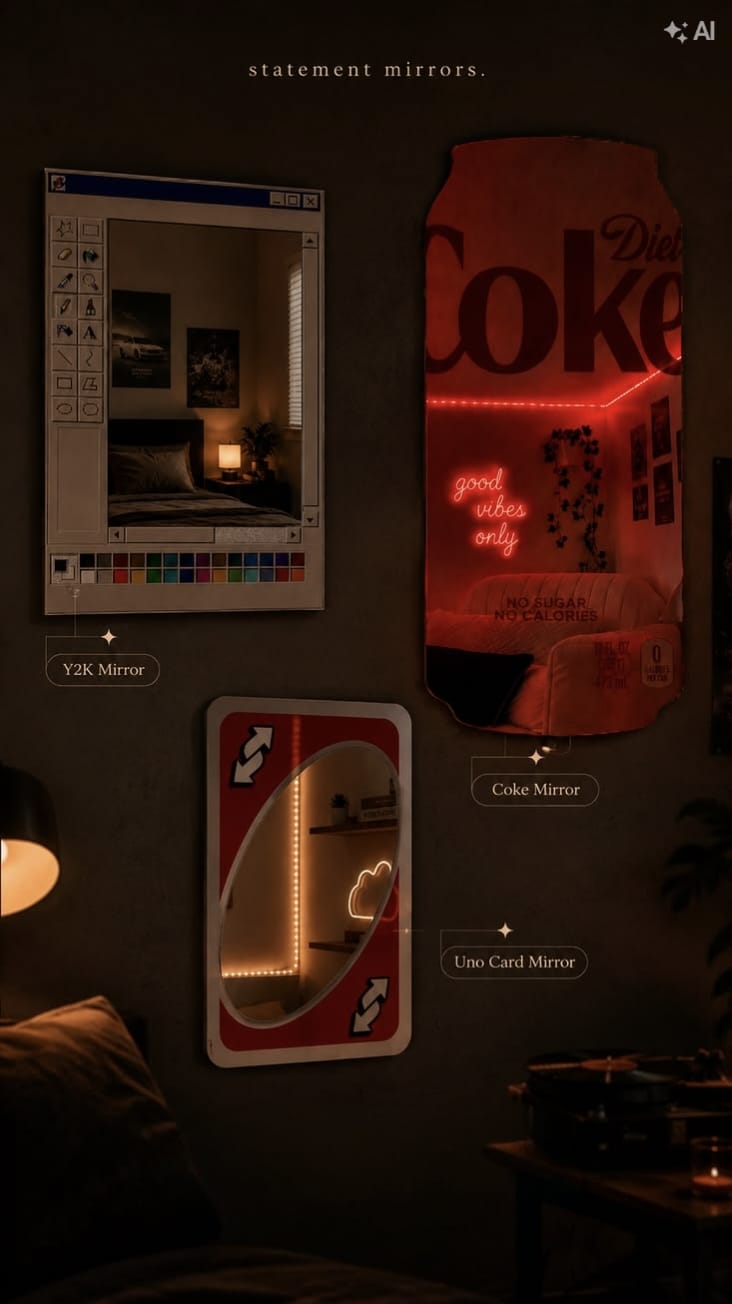 AI
statement mirrors.
A
Diet
Coke
good
vibes
only
NO SUGAR
NO CALORIES
0
Y2K Mirror
Coke Mirror
Uno Card Mirror